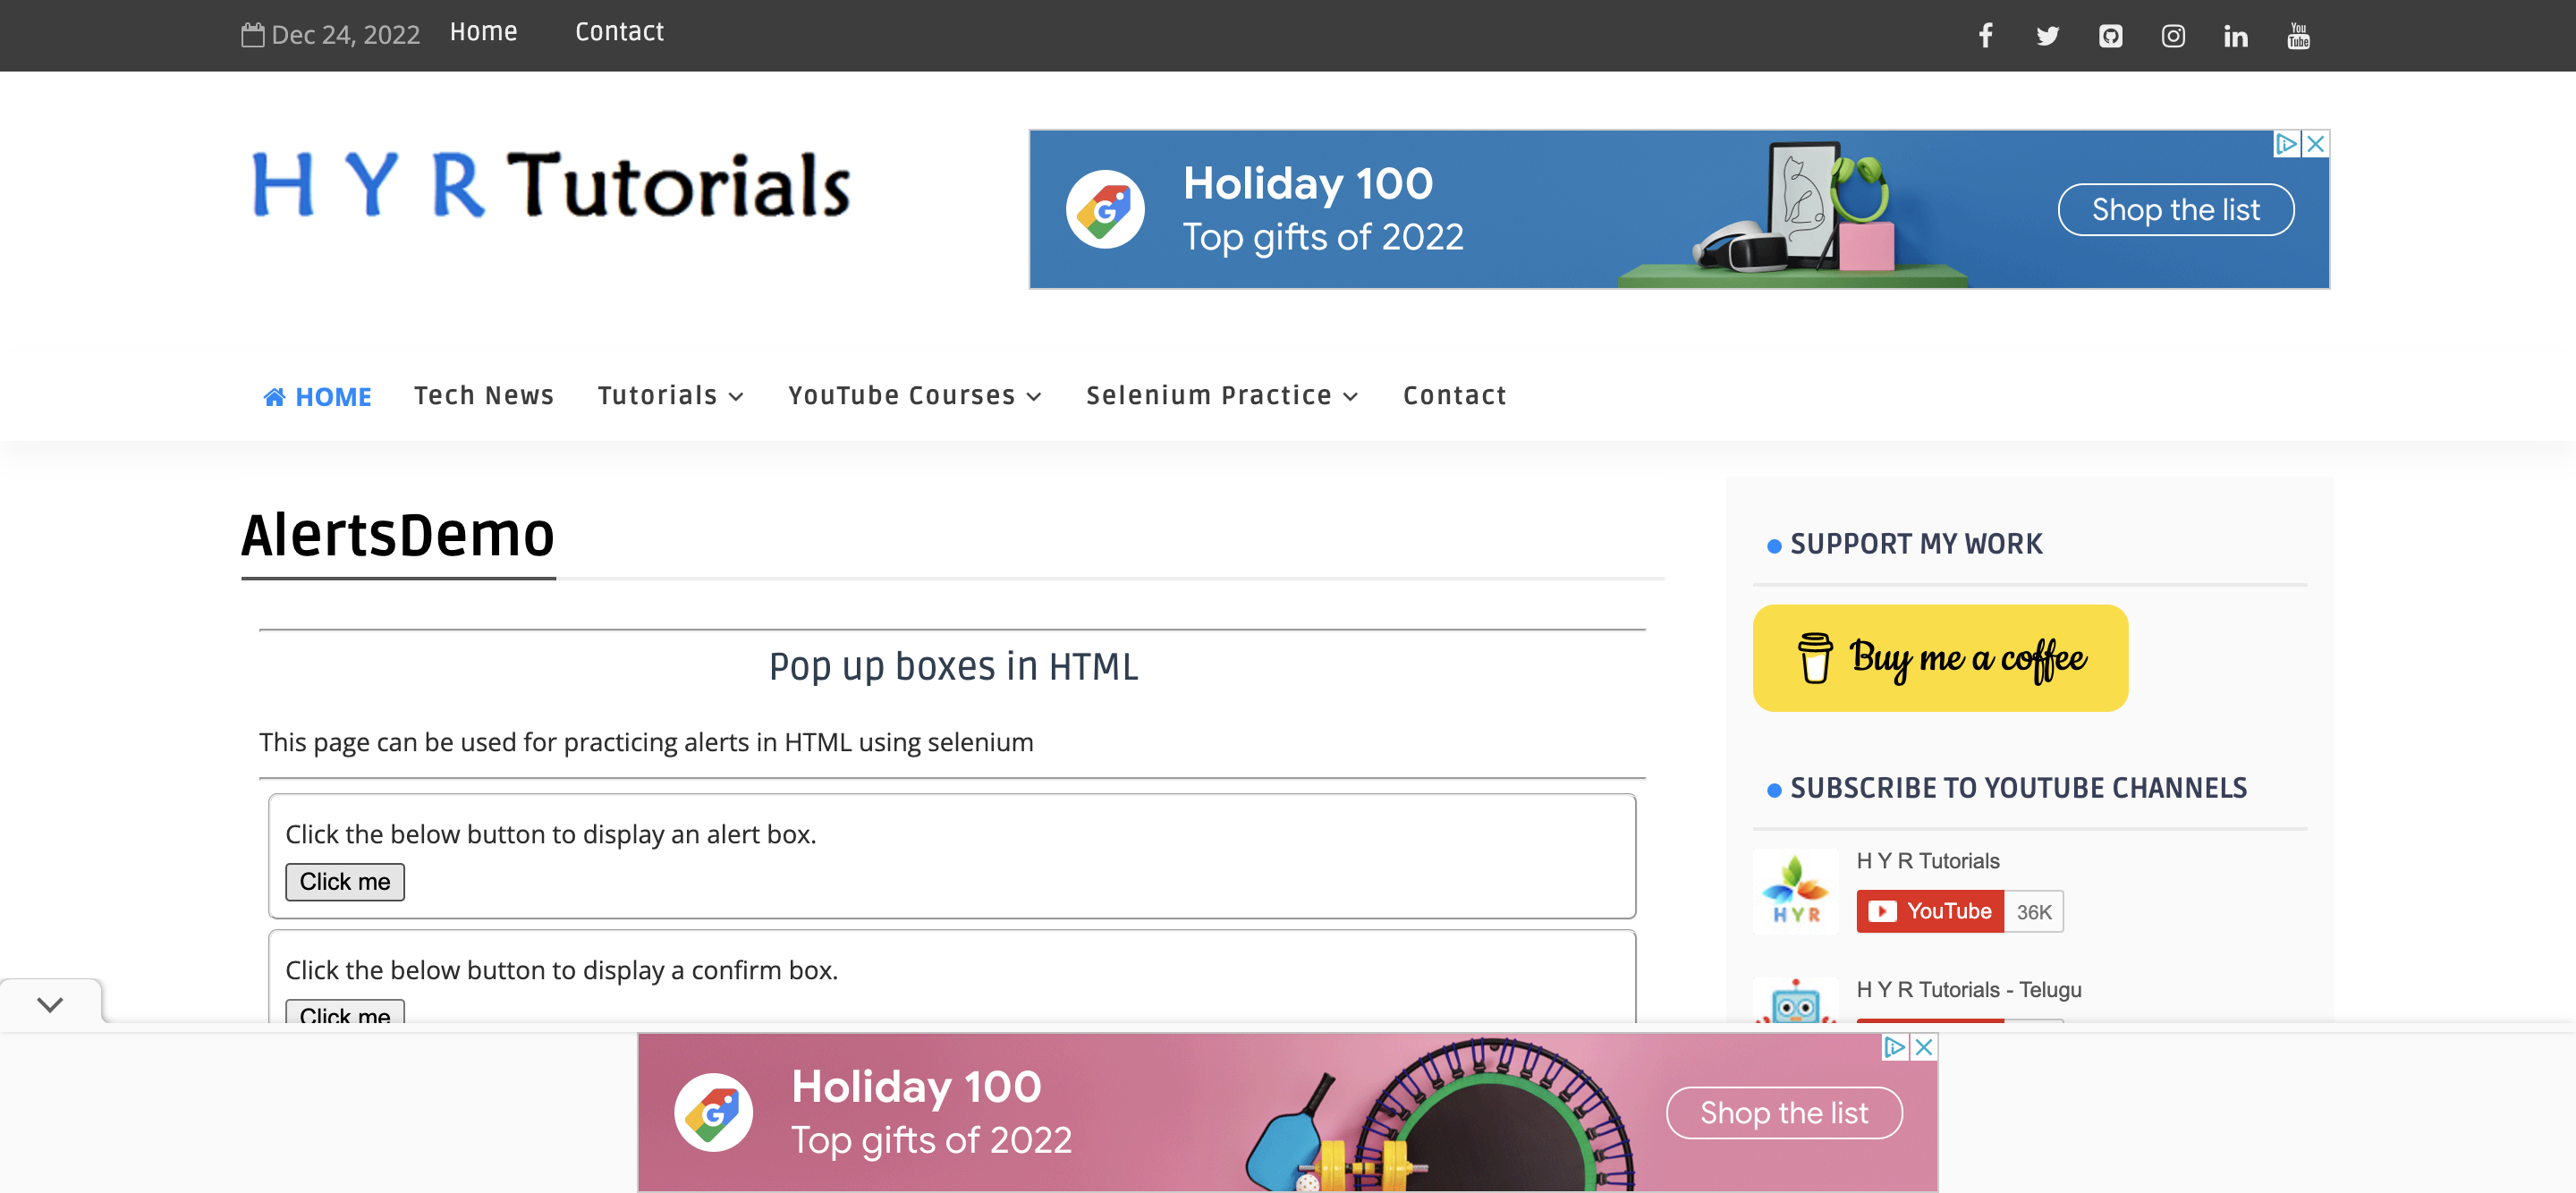 Dec 24, 2022 Home Contact
You Tube
H Y R Tutorials
Holiday 100
Top gifts of 2022
Shop the list
HOME Tech News Tutorials YouTube Courses Selenium Practice Contact
AlertsDemo
Pop up boxes in HTML
This page can be used for practicing alerts in HTML using selenium
Click the below button to display an alert box.
Click me
Click the below button to display a confirm box.
Click me
SUPPORT MY WORK
Buy me a coffee
SUBSCRIBE TO YOUTUBE CHANNELS
HYR
H Y R Tutorials
YouTube 36K
H Y R Tutorials - Telugu
Holiday 100
Top gifts of 2022
Shop the list